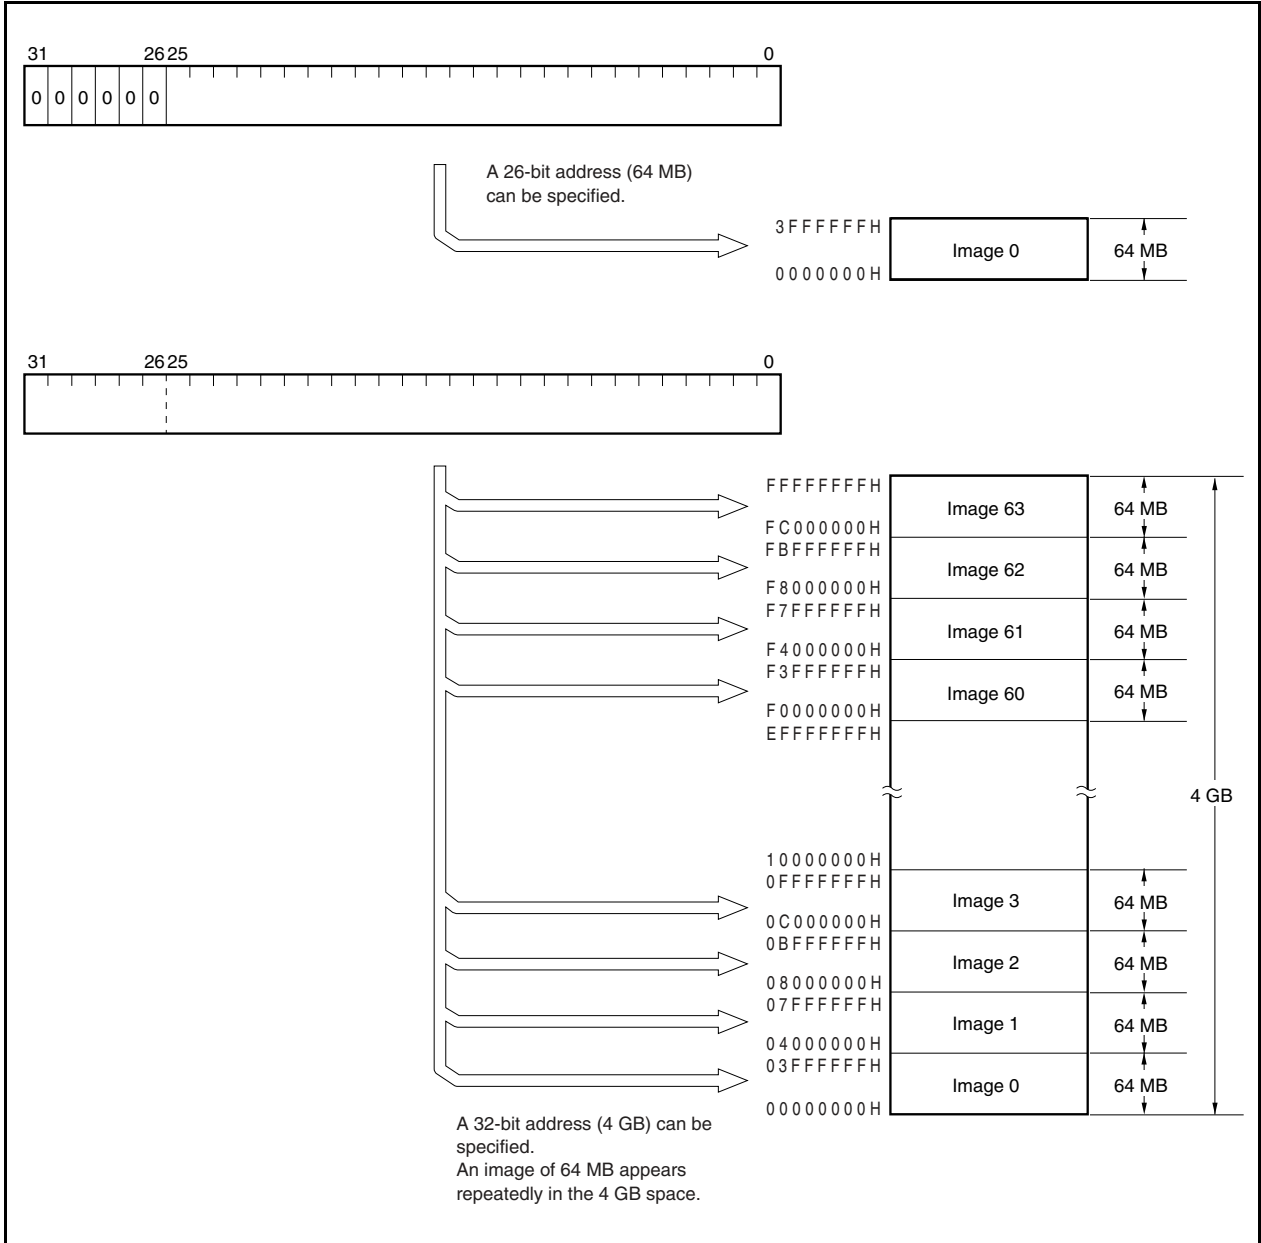 31 26 25 0
0 0 0 0 0 0
A 26-bit address (64 MB)
can be specified.
3FFFFFFH
Image 0
64 MB
0000000H
31 26 25 0
FFFFFFFFH
Image 63
64 MB
FC000000H
FBFFFFFFH
Image 62
64 MB
F8000000H
F7FFFFFFH
Image 61
64 MB
F4000000H
F3FFFFFFH
Image 60
64 MB
F0000000H
EFFFFFFFH
4 GB
10000000H
0FFFFFFFH
Image 3
64 MB
0C000000H
0BFFFFFFH
Image 2
64 MB
08000000H
07FFFFFFH
Image 1
64 MB
04000000H
03FFFFFFH
Image 0
64 MB
00000000H
A 32-bit address (4 GB) can be
specified.
An image of 64 MB appears
repeatedly in the 4 GB space.